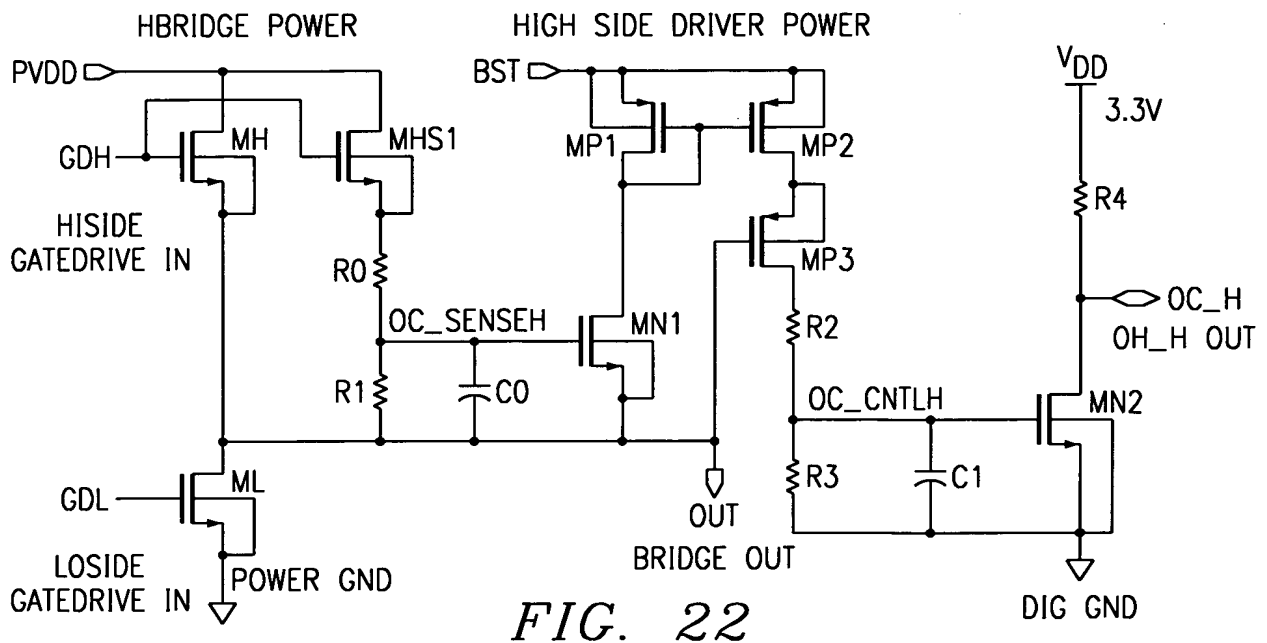 HBRIDGE POWER
HIGH SIDE DRIVER POWER
PVDD
BST
VDD
3.3V
GDH
MH
MHS1
MP1
MP2
R4
HISIDE
GATEDRIVE IN
R0
MP3
OC_SENSEH
MN1
R2
OC_H
OH_H OUT
R1
C0
OC_CNTLH
MN2
GDL
ML
R3
C1
OUT
BRIDGE OUT
LOSIDE
GATEDRIVE IN
POWER GND
DIG GND
FIG. 22